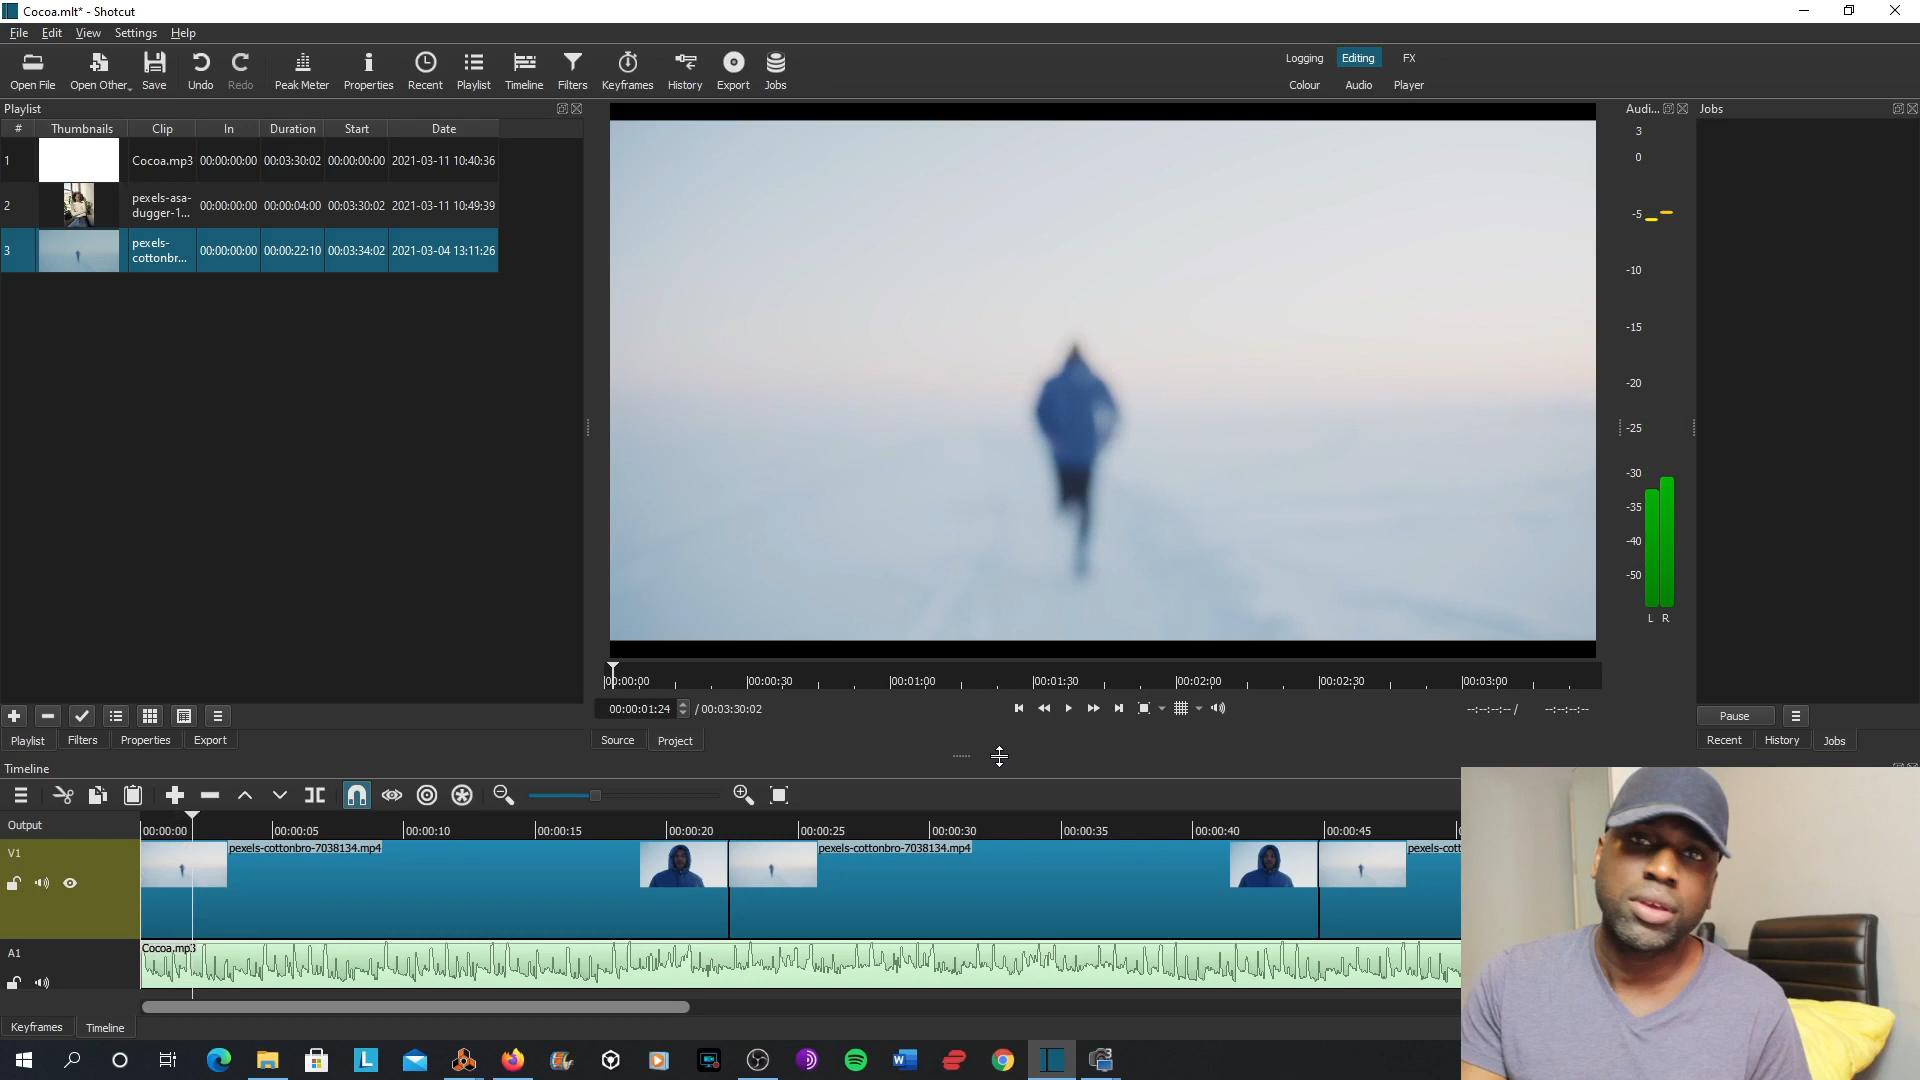 Cocoa.mlt* - Shotcut
File Edit View Settings Help
Open File Open Other Save Undo Redo Peak Meter Properties Recent Playlist Timeline Filters Keyframes History Export Jobs
Logging Editing FX
Colour Audio Player
Playlist
# Thumbnails Clip In Duration Start Date
1 Cocoa.mp3 00:00:00:00 00:03:30:02 00:00:00:00 2021-03-11 10:40:36
2 pexels-asa-
dugger-1... 00:00:00:00 00:00:04:00 00:03:30:02 2021-03-11 10:49:39
3 pexels-
cottonbr... 00:00:00:00 00:00:22:10 00:03:34:02 2021-03-04 13:11:26
Playlist Filters Properties Export
00:00:00 00:00:30 00:01:00 00:01:30 00:02:00 00:02:30 00:03:00
00:00:01:24 / 00:03:30:02 --:--:--:-- / --:--:--:--
Source Project
Audi...
3
0
-5
-10
-15
-20
-25
-30
-35
-40
-50
L R
Jobs
Pause
Recent History Jobs
Timeline
Output
00:00:00 00:00:05 00:00:10 00:00:15 00:00:20 00:00:25 00:00:30 00:00:35 00:00:40 00:00:45
V1
pexels-cottonbro-7038134.mp4 pexels-cottonbro-7038134.mp4 pexels-cott
A1
Cocoa.mp3
Keyframes Timeline